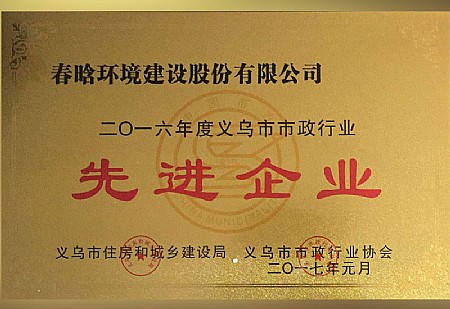 春晗环境建设股份有限公司
二〇一六年度义乌市市政行业
先进企业
义乌市住房和城乡建设局 义乌市市政行业协会
二〇一七年元月